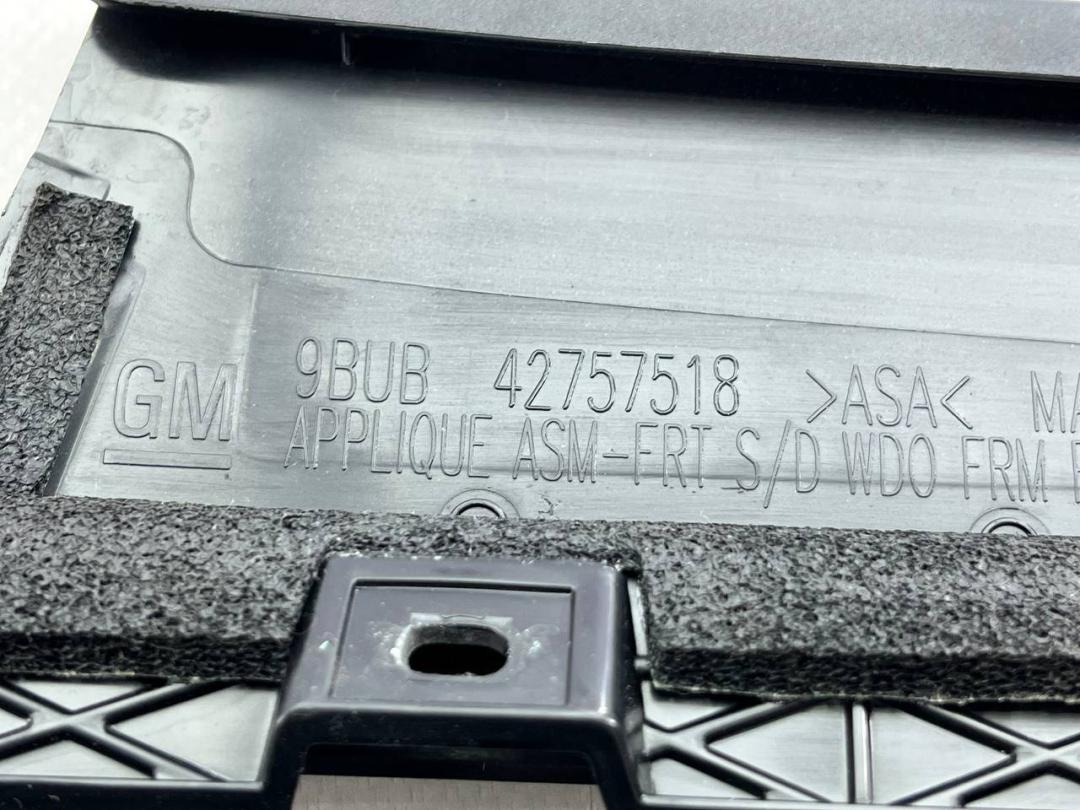 GM 9BUB 42757518 >ASA<
APPLIQUE ASM-FRT S/D WDO FRM